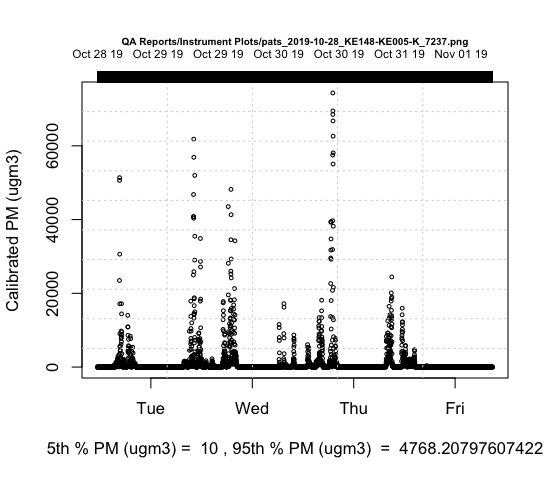 QA Reports/Instrument Plots/pats_2019-10-28_KE148-KE005-K_7237.png
Oct 28 19 Oct 29 19 Oct 29 19 Oct 30 19 Oct 30 19 Oct 31 19 Nov 01 19
Calibrated PM (ugm3)
60000
40000
20000
0
Tue Wed Thu Fri
5th % PM (ugm3) = 10 , 95th % PM (ugm3) = 4768.20797607422